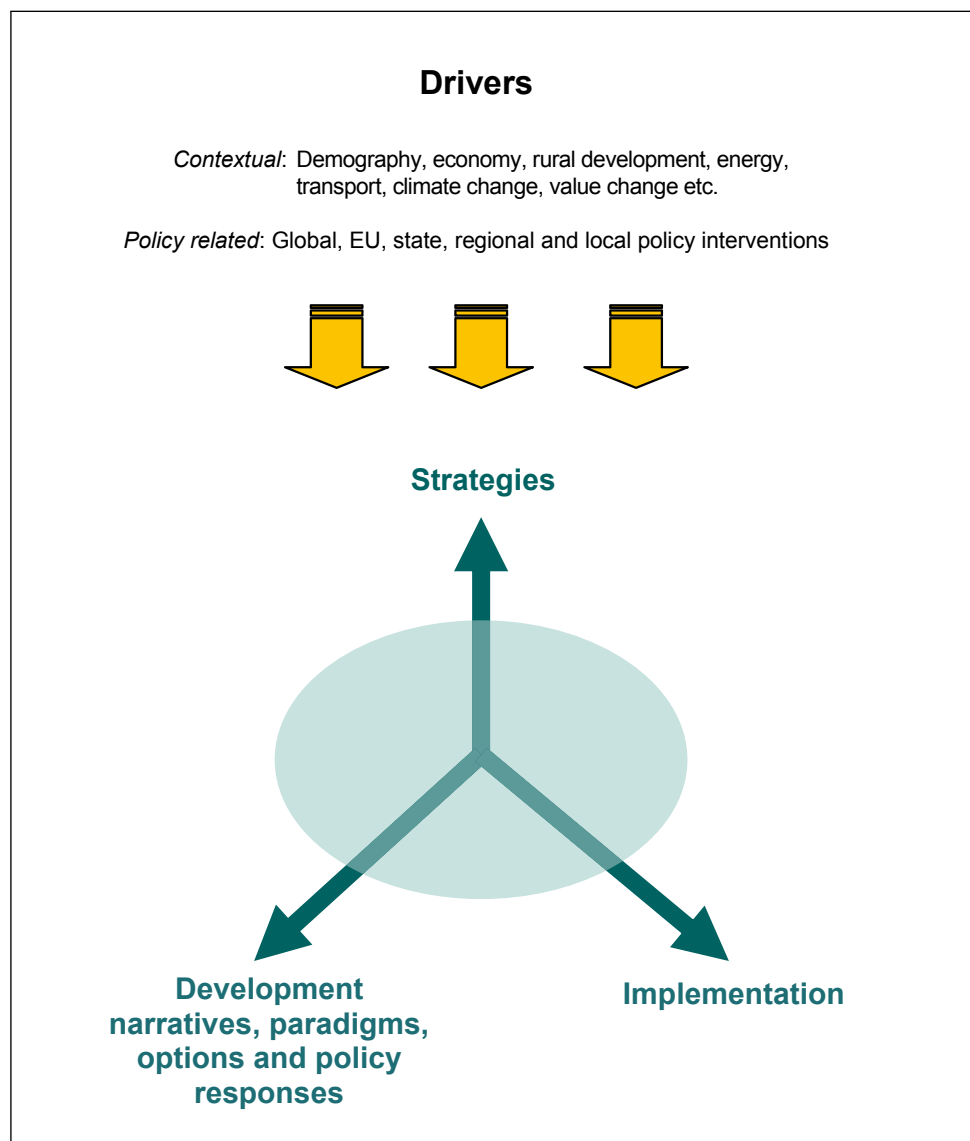 Drivers
Contextual: Demography, economy, rural development, energy,
transport, climate change, value change etc.
Policy related: Global, EU, state, regional and local policy interventions
Strategies
Development
narratives, paradigms,
options and policy
responses
Implementation